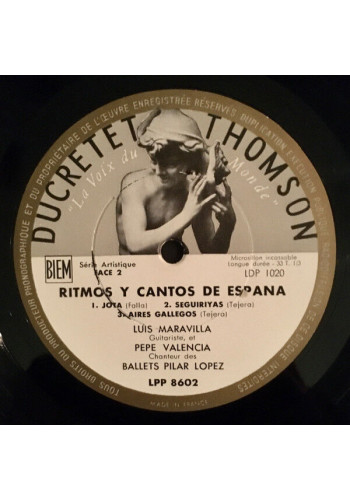 TOUS DROITS DU PRODUCTEUR PHONOGRAPHIQUE ET DU PROPRIETAIRE DE L'ŒUVRE ENREGISTRÉE RESERVÉS
DUCRETET THOMSON
"La Voix du Monde"
BIEM
Série Artistique
FACE 2
Microsillon incassable
Longue durée - 33 T. 1/3
LDP 1020
RITMOS Y CANTOS DE ESPANA
1. JOTA (Falla) 2. SEGUIRIYAS (Tejera)
3. AIRES GALLEGOS (Tejera)
LUIS MARAVILLA
Guitariste, et
PEPE VALENCIA
Chanteur des
BALLETS PILAR LOPEZ
LPP 8602
MADE IN FRANCE